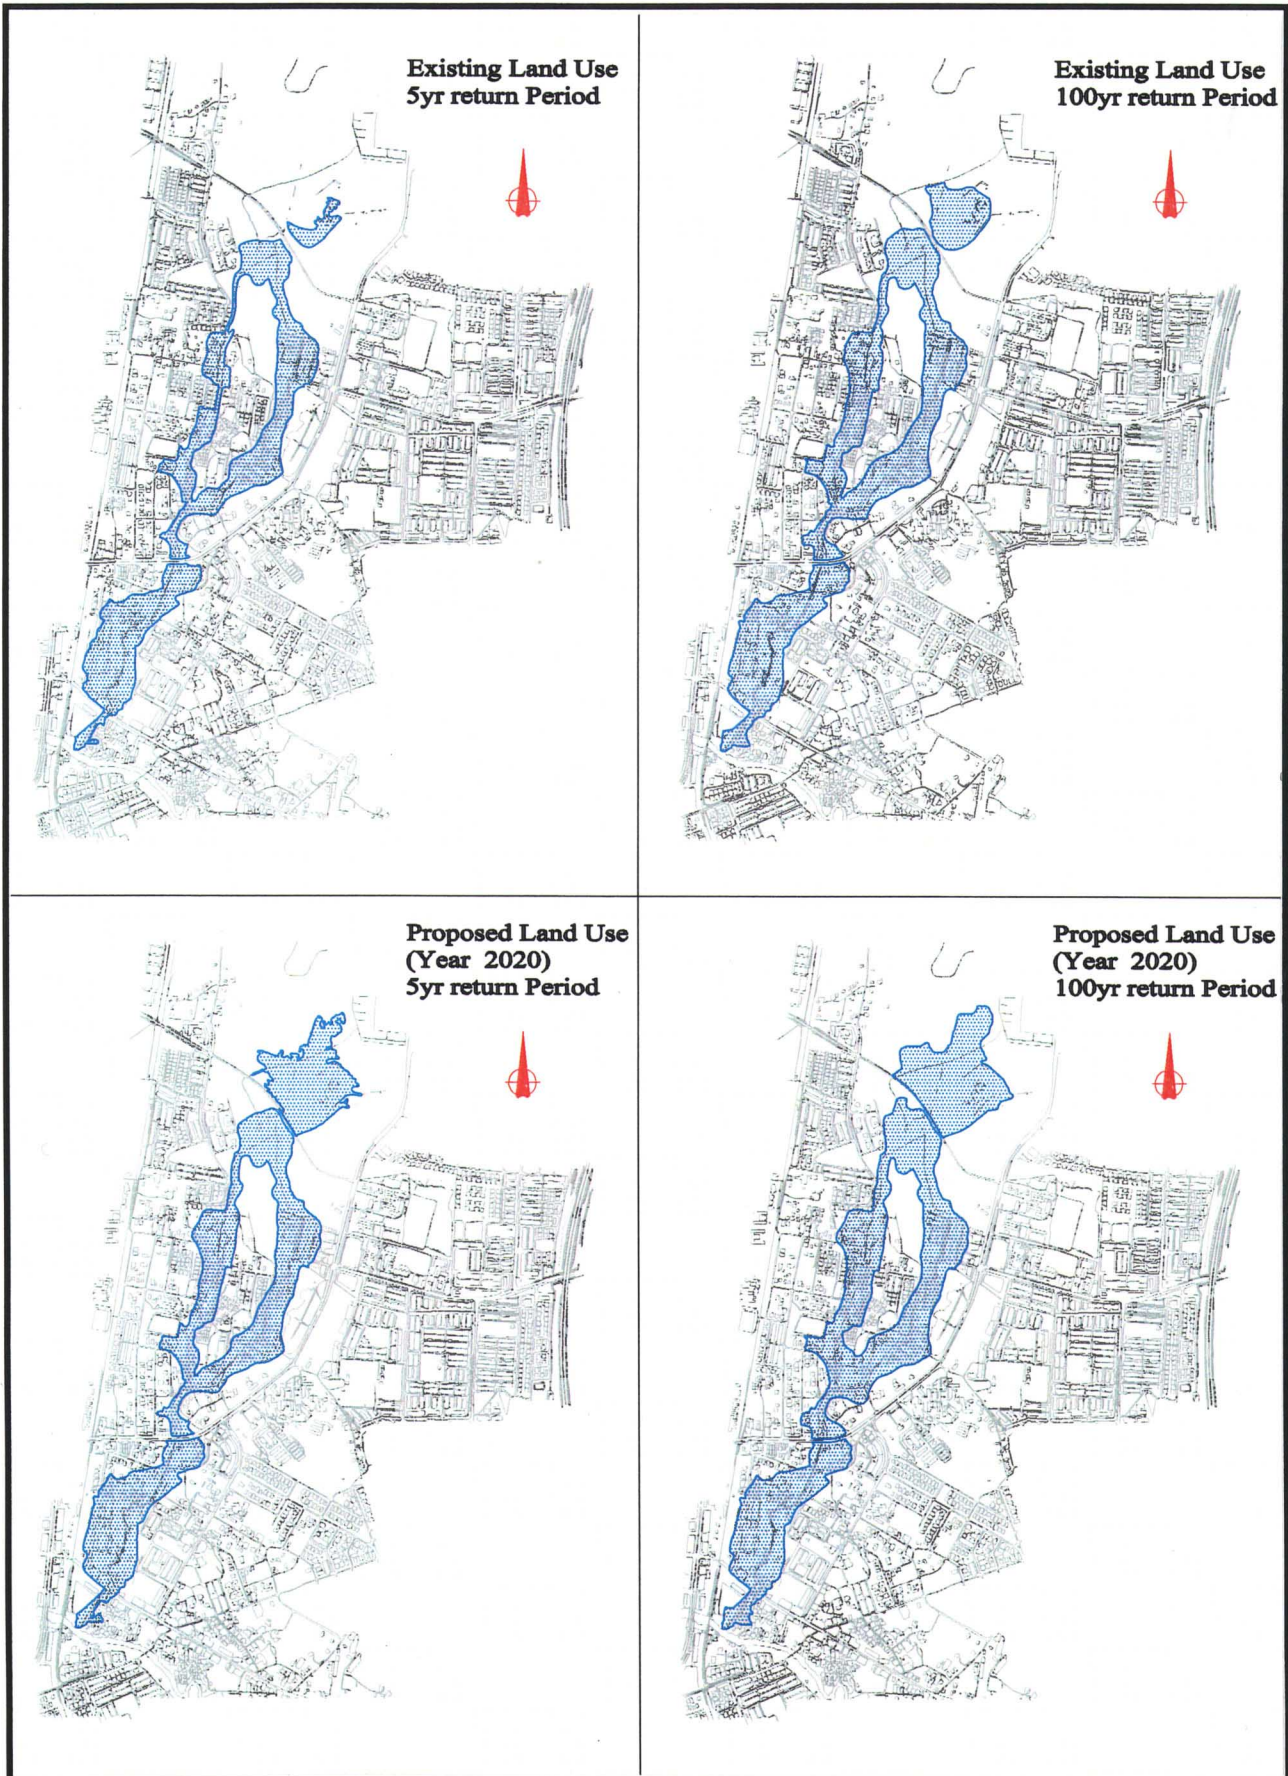 Existing Land Use
5yr return Period
Existing Land Use
100yr return Period
Proposed Land Use
(Year 2020)
5yr return Period
Proposed Land Use
(Year 2020)
100yr return Period